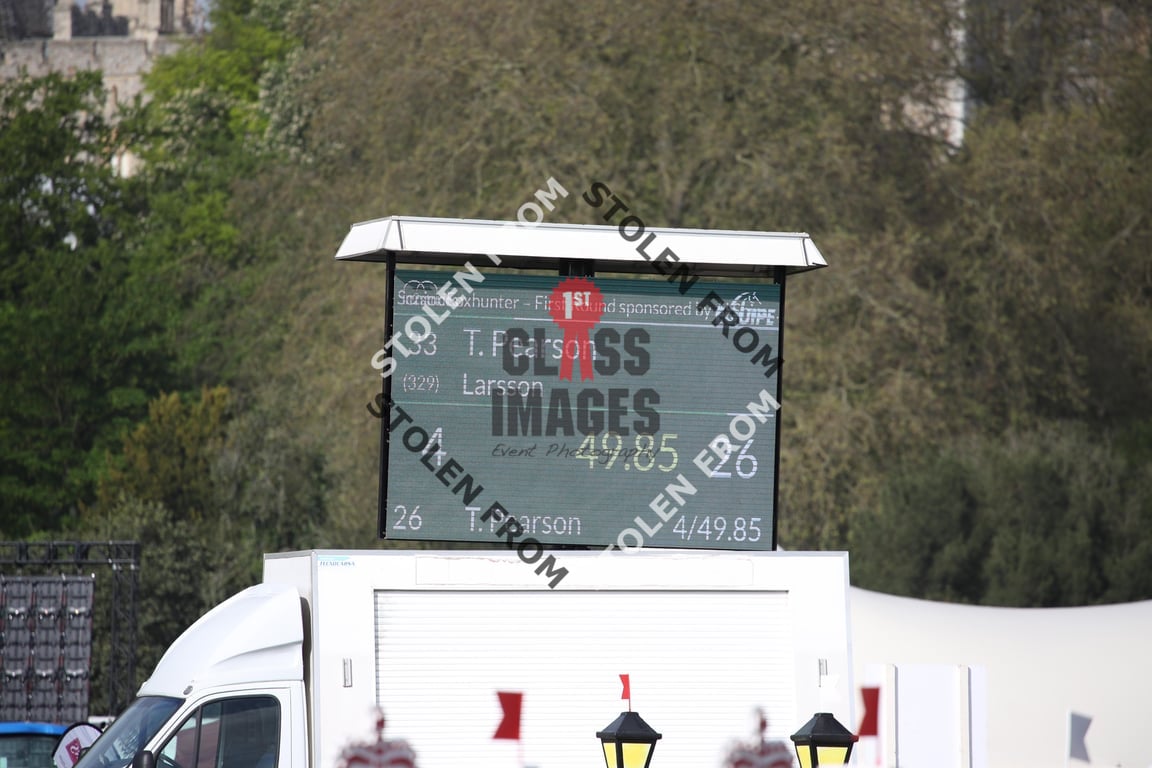 STOLEN FROM
STOLEN FROM
Foxhunter - First Round sponsored by EQUIPE
33 T. Pearson
(329) Larsson
4 49.85 26
26 T. Pearson 4/49.85
1ST
CLASS
IMAGES
Event Photography
STOLEN FROM
STOLEN FROM